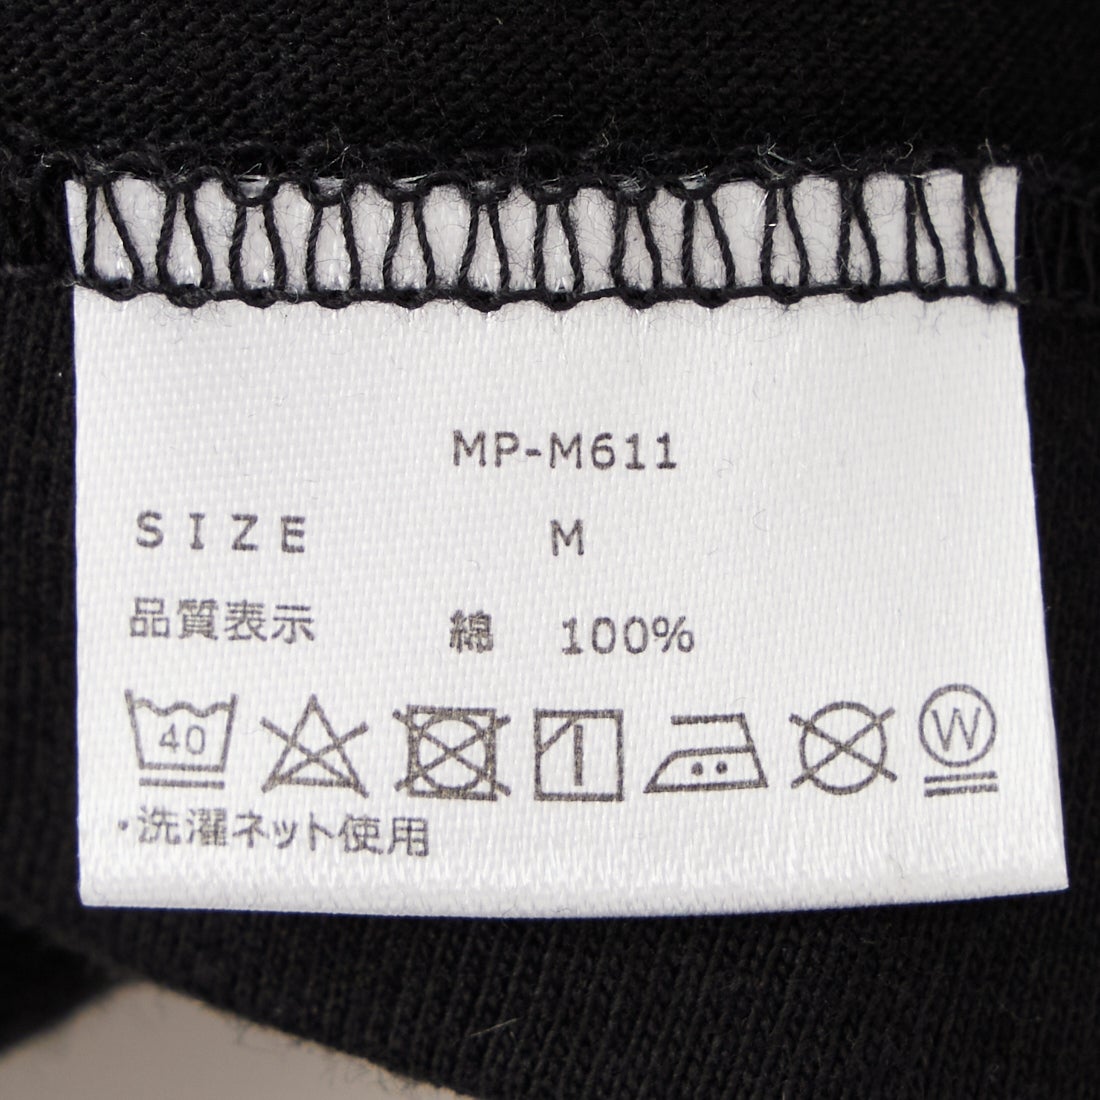 MP-M611
SIZE M
品質表示 綿 100%
40 W
・洗濯ネット使用